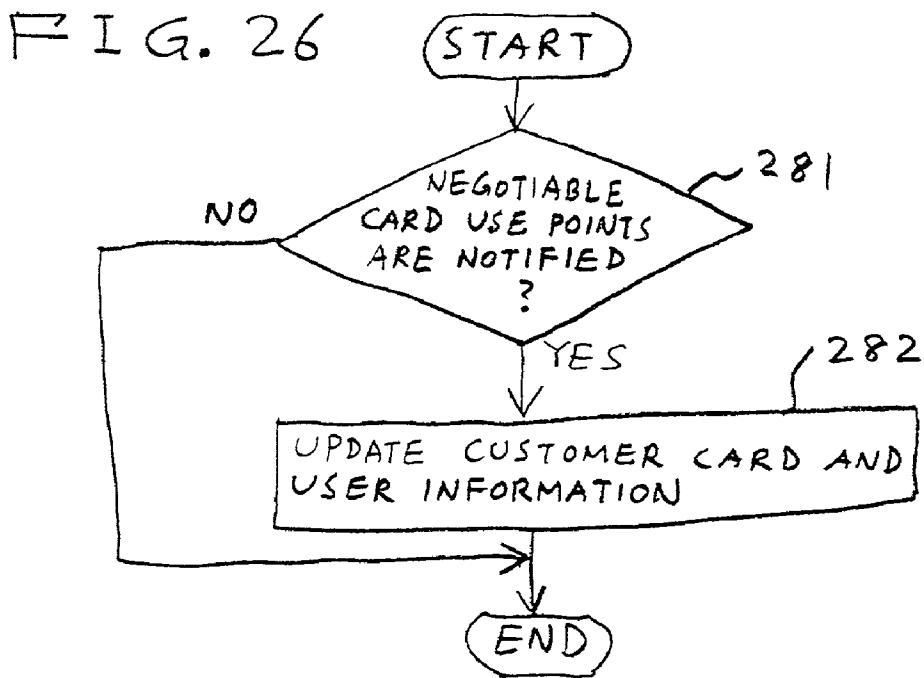 FIG. 26
START
NEGOTIABLE
CARD USE POINTS
ARE NOTIFIED
?
281
NO
YES
282
UPDATE CUSTOMER CARD AND
USER INFORMATION
END